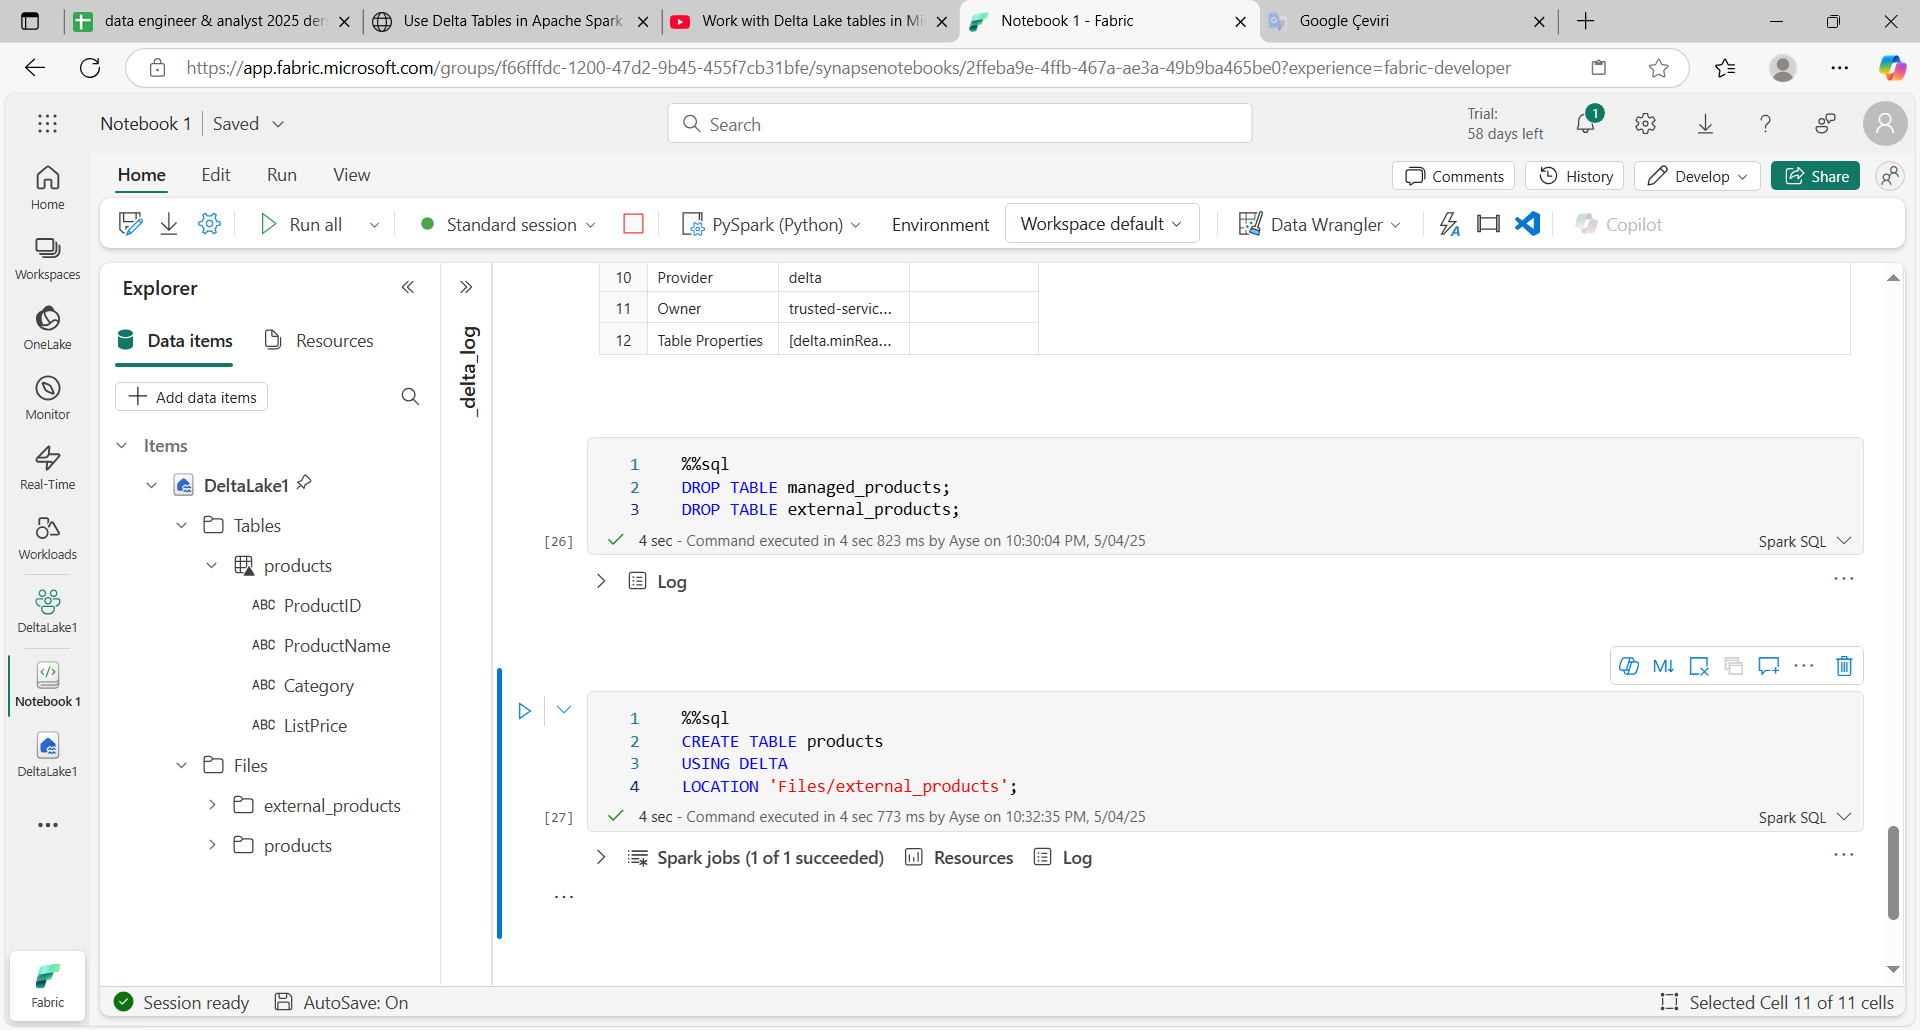 data engineer & analyst 2025 der
Use Delta Tables in Apache Spark
Work with Delta Lake tables in Mi
Notebook 1 - Fabric
Google Çeviri
https://app.fabric.microsoft.com/groups/f66fffdc-1200-47d2-9b45-455f7cb31bfe/synapsenotebooks/2ffeba9e-4ffb-467a-ae3a-49b9ba465be0?experience=fabric-developer
Notebook 1
Saved
Search
Trial:
58 days left
1
Home
Edit
Run
View
Comments
History
Develop
Share
Run all
Standard session
PySpark (Python)
Environment
Workspace default
Data Wrangler
Copilot
Home
Workspaces
OneLake
Monitor
Real-Time
Workloads
DeltaLake1
Notebook 1
DeltaLake1
Fabric
Explorer
Data items
Resources
Add data items
Items
DeltaLake1
Tables
products
ABC ProductID
ABC ProductName
ABC Category
ABC ListPrice
Files
external_products
products
_delta_log
10 Provider delta
11 Owner trusted-servic...
12 Table Properties [delta.minRea...
1 %%sql
2 DROP TABLE managed_products;
3 DROP TABLE external_products;
[26] 4 sec - Command executed in 4 sec 823 ms by Ayse on 10:30:04 PM, 5/04/25
Spark SQL
Log
M↓
1 %%sql
2 CREATE TABLE products
3 USING DELTA
4 LOCATION 'Files/external_products';
[27] 4 sec - Command executed in 4 sec 773 ms by Ayse on 10:32:35 PM, 5/04/25
Spark SQL
Spark jobs (1 of 1 succeeded)
Resources
Log
Session ready
AutoSave: On
Selected Cell 11 of 11 cells